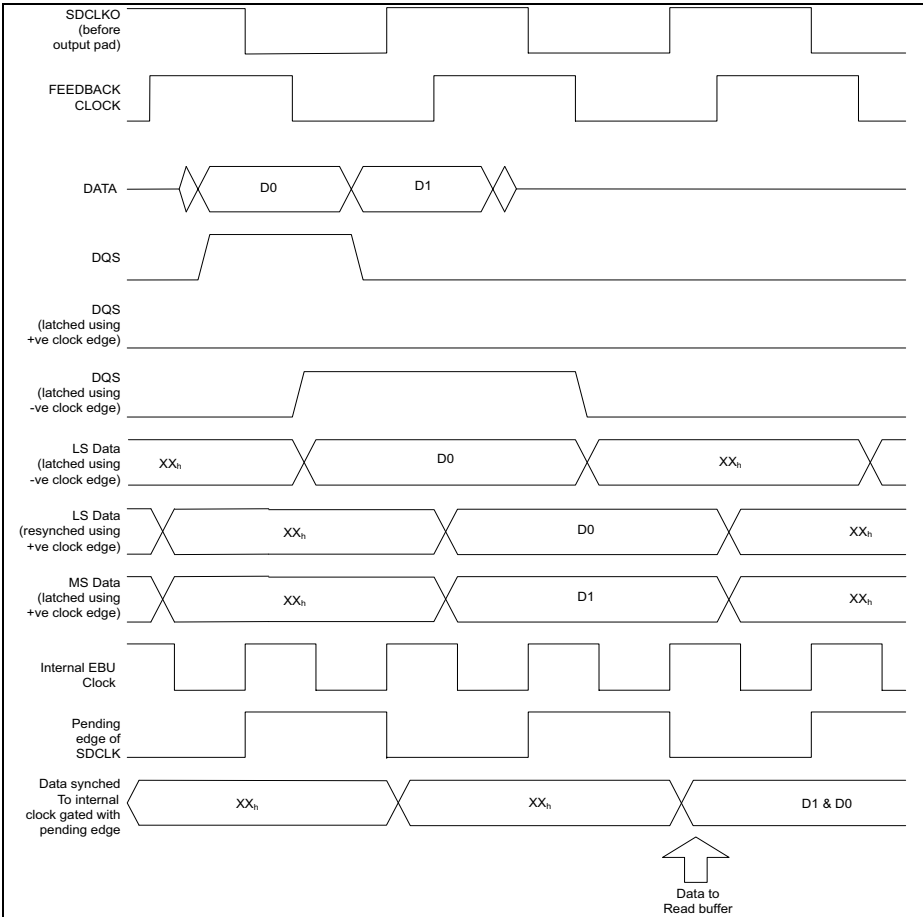 SDCLKO
(before
output pad)
FEEDBACK
CLOCK
DATA
D0
D1
DQS
DQS
(latched using
+ve clock edge)
DQS
(latched using
-ve clock edge)
LS Data
(latched using
-ve clock edge)
XXh
D0
XXh
LS Data
(resynched using
+ve clock edge)
XXh
D0
XXh
MS Data
(latched using
+ve clock edge)
XXh
D1
XXh
Internal EBU
Clock
Pending
edge of
SDCLK
Data synched
To internal
clock gated with
pending edge
XXh
XXh
D1 & D0
Data to
Read buffer